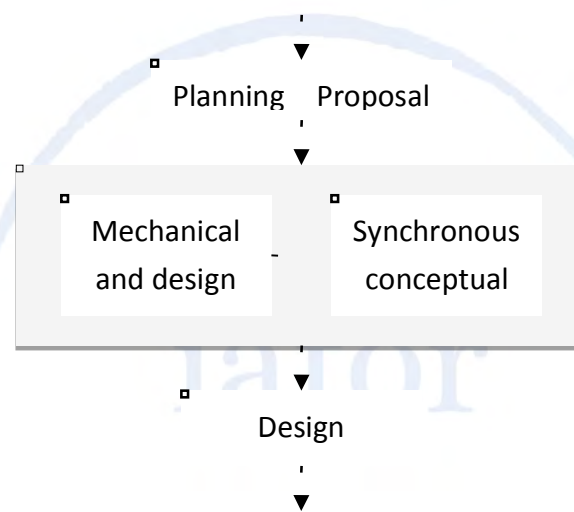 Planning Proposal
Mechanical
and design
Synchronous
conceptual
Design